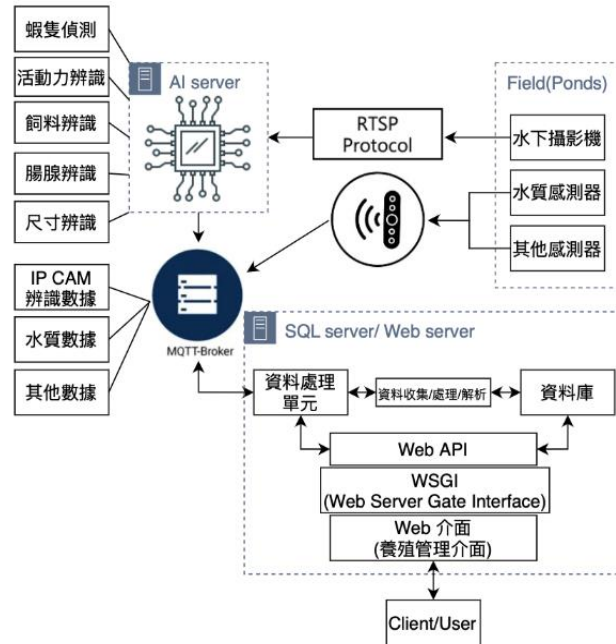 蝦隻偵測
活動力辨識
飼料辨識
腸腺辨識
尺寸辨識
AI server
RTSP
Protocol
Field(Ponds)
水下攝影機
水質感測器
其他感測器
IP CAM
辨識數據
水質數據
其他數據
MQTT-Broker
SQL server/ Web server
資料處理
單元
資料收集/處理/解析
資料庫
Web API
WSGI
(Web Server Gate Interface)
Web 介面
(養殖管理介面)
Client/User